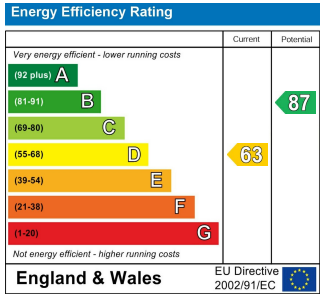 Energy Efficiency Rating
Current Potential
Very energy efficient - lower running costs
(92 plus) A
(81-91) B
87
(69-80) C
(55-68) D
63
(39-54) E
(21-38) F
(1-20) G
Not energy efficient - higher running costs
England & Wales
EU Directive
2002/91/EC